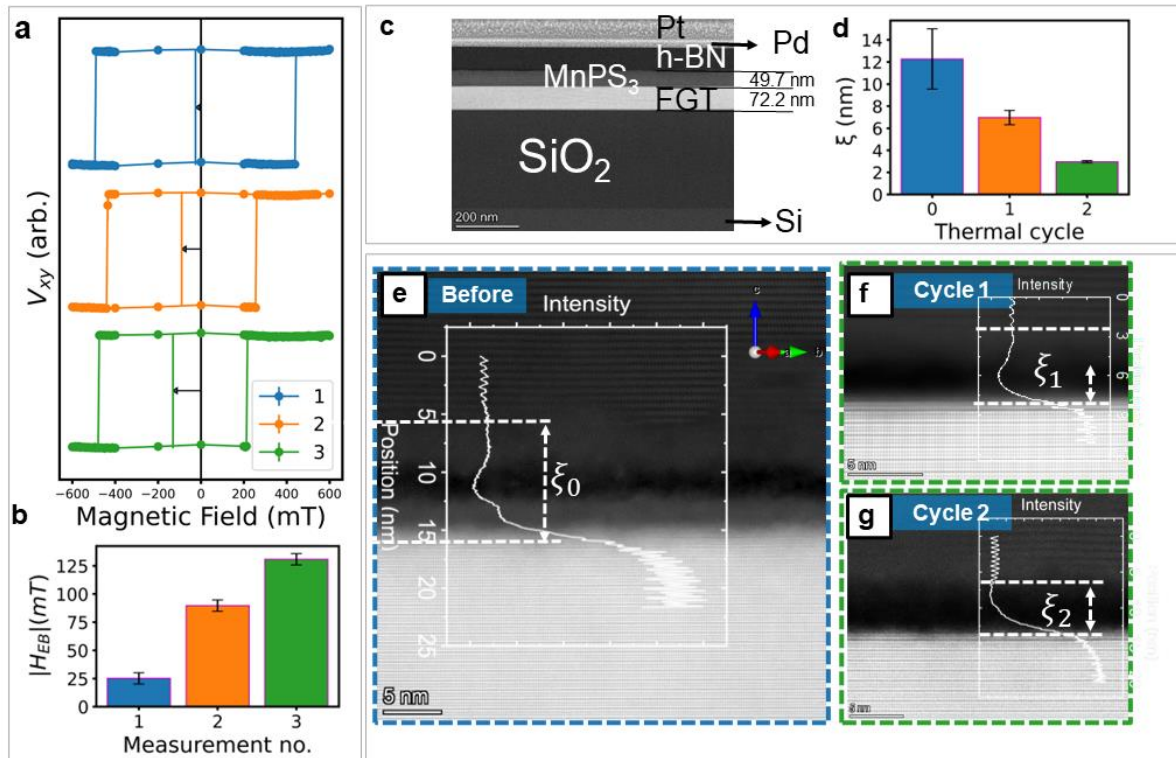 a
V_xy (arb.)
1
2
3
−600 −400 −200 0 200 400 600
Magnetic Field (mT)
b
|H_EB|(mT)
125
100
75
50
25
0
1 2 3
Measurement no.
c
Pt
Pd
h-BN
MnPS₃
49.7 nm
FGT
72.2 nm
SiO₂
200 nm
Si
d
ξ (nm)
14
12
10
8
6
4
2
0
0 1 2
Thermal cycle
e
Before
Intensity
c
a
b
0
5
10
15
20
25
Position (nm)
ξ₀
5 nm
f
Cycle 1
Intensity
0
3
6
ξ₁
5 nm
g
Cycle 2
Intensity
ξ₂
5 nm